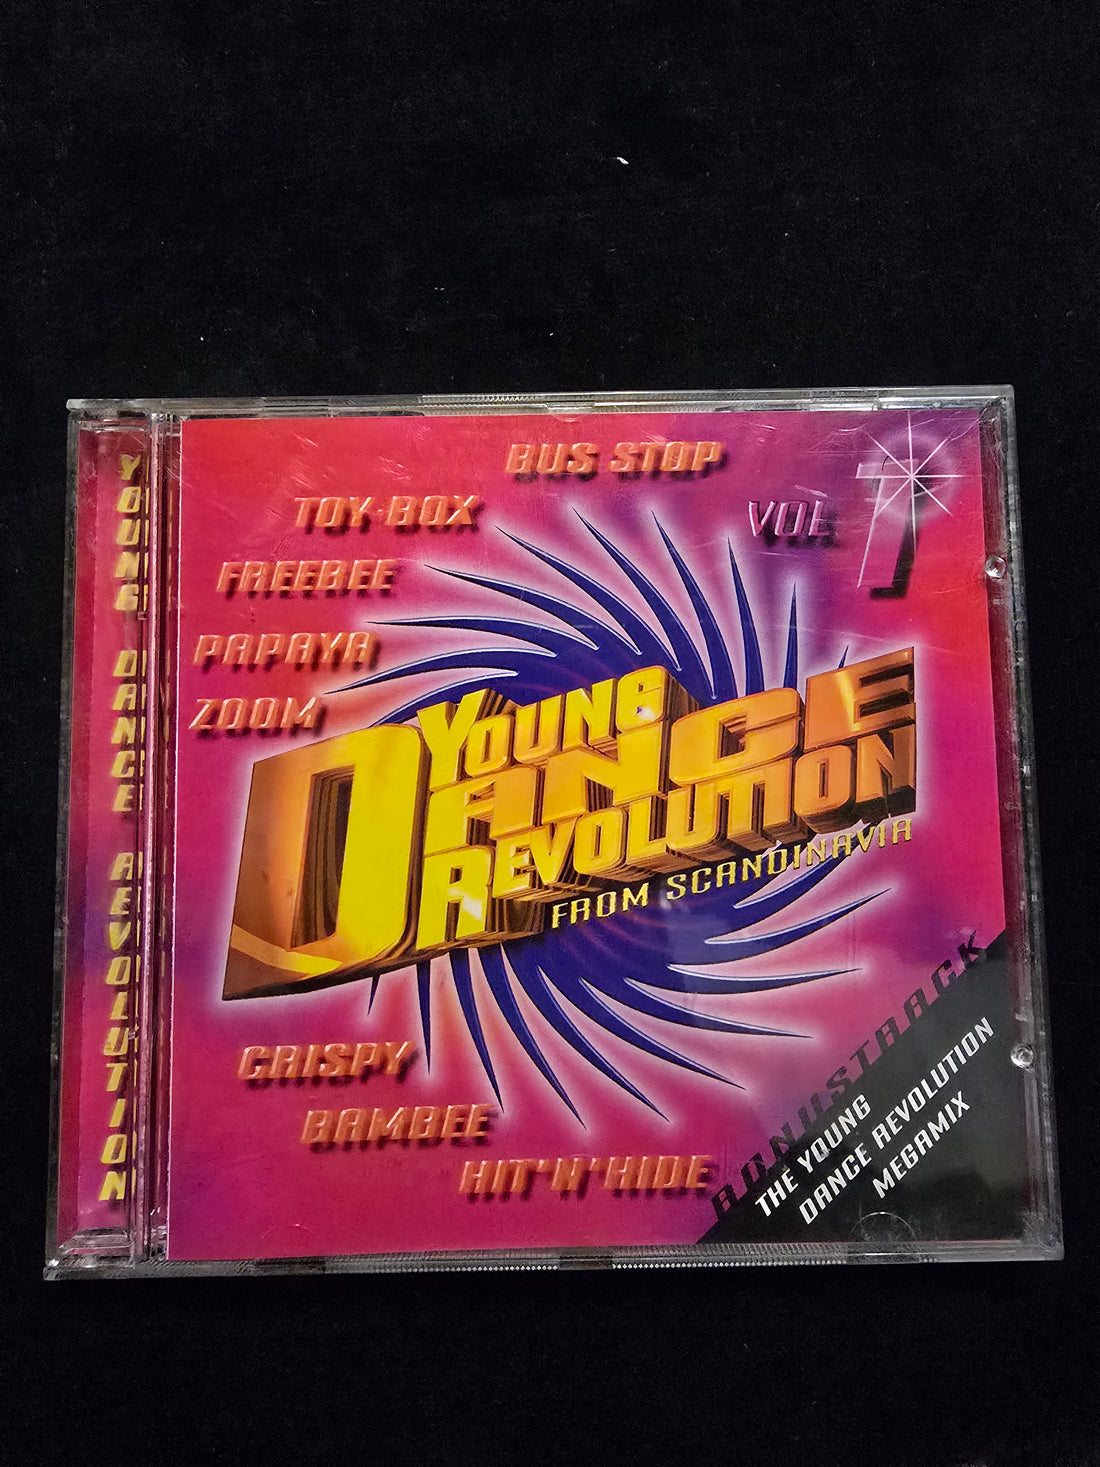 YOUNG DANCE REVOLUTION
BUS STOP
TOY-BOX
VOL 1
FREEBEE
PAPAYA
ZOOM
YOUNG
DANCE
REVOLUTION
FROM SCANDINAVIA
CRISPY
BAMBEE
HIT'N'HIDE
B.O.N.U.S.T.R.A.C.K
THE YOUNG
DANCE REVOLUTION
MEGAMIX